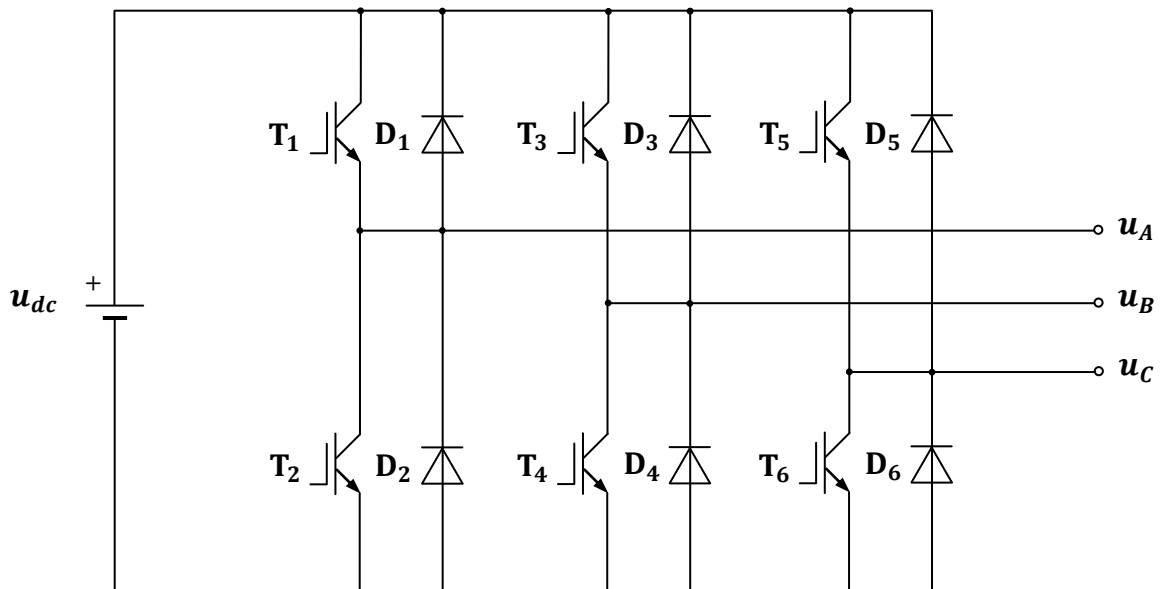 T₁ D₁ T₃ D₃ T₅ D₅
u_A
+
u_dc u_B
u_C
T₂ D₂ T₄ D₄ T₆ D₆